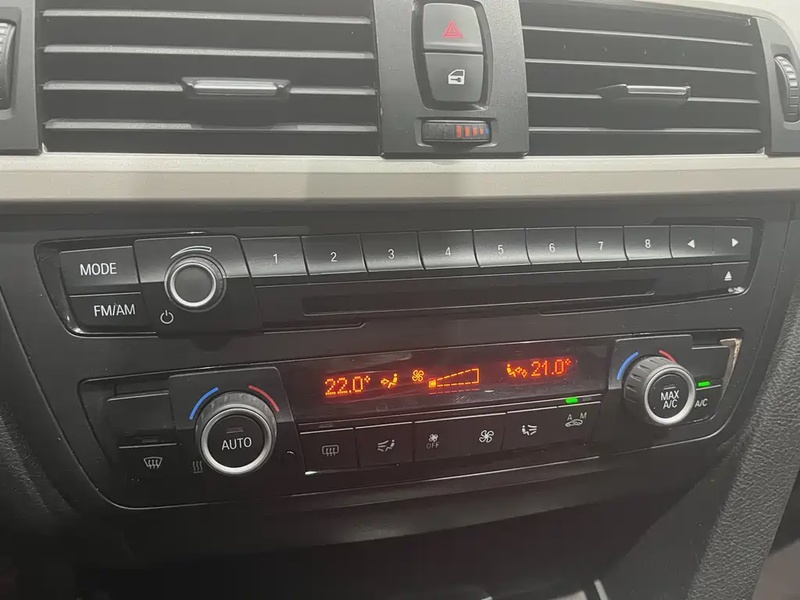 MODE
1 2 3 4 5 6 7 8
FM/AM
22.0° 21.0°
AUTO
OFF
A M
MAX A/C
A/C